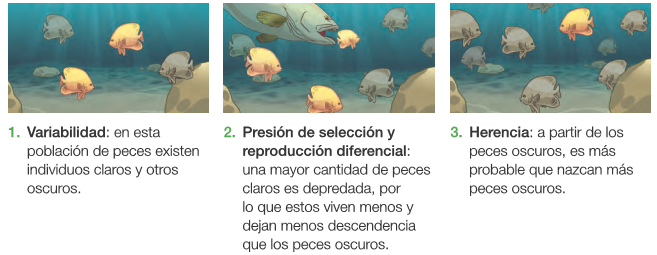 1. Variabilidad: en esta
población de peces existen
individuos claros y otros
oscuros.
2. Presión de selección y
reproducción diferencial:
una mayor cantidad de peces
claros es depredada, por
lo que estos viven menos y
dejan menos descendencia
que los peces oscuros.
3. Herencia: a partir de los
peces oscuros, es más
probable que nazcan más
peces oscuros.